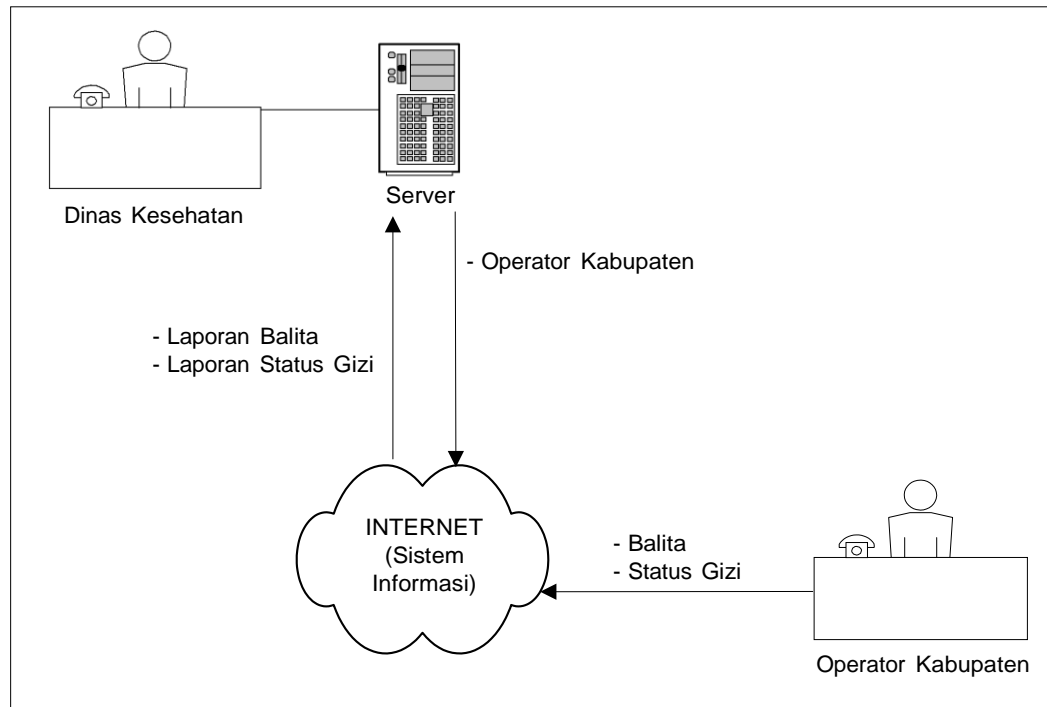 Server
Dinas Kesehatan
- Operator Kabupaten
- Laporan Balita
- Laporan Status Gizi
INTERNET
(Sistem
Informasi)
- Balita
- Status Gizi
Operator Kabupaten